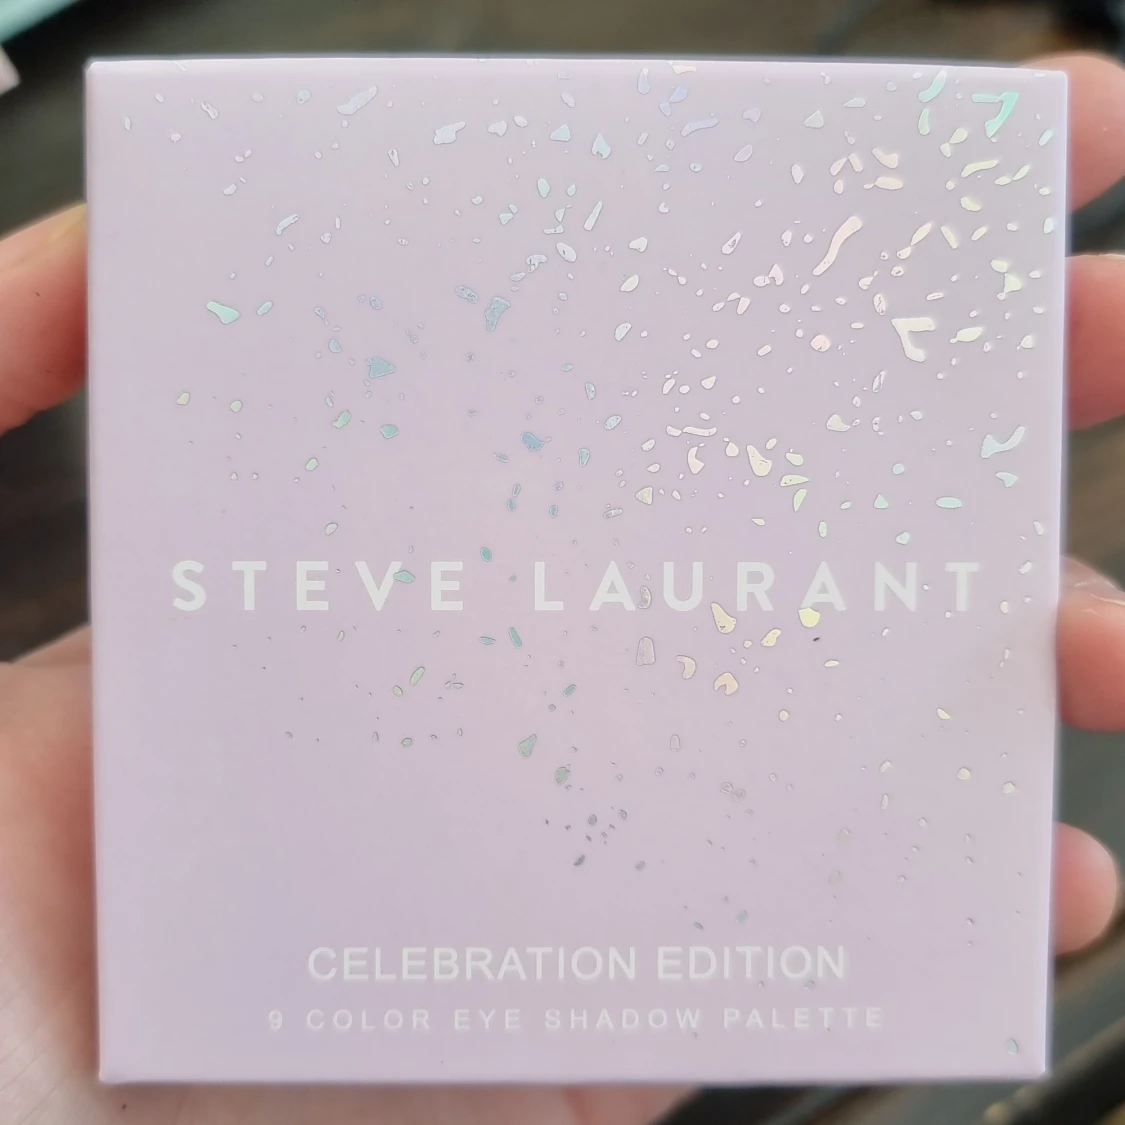 STEVE LAURANT
CELEBRATION EDITION
9 COLOR EYE SHADOW PALETTE